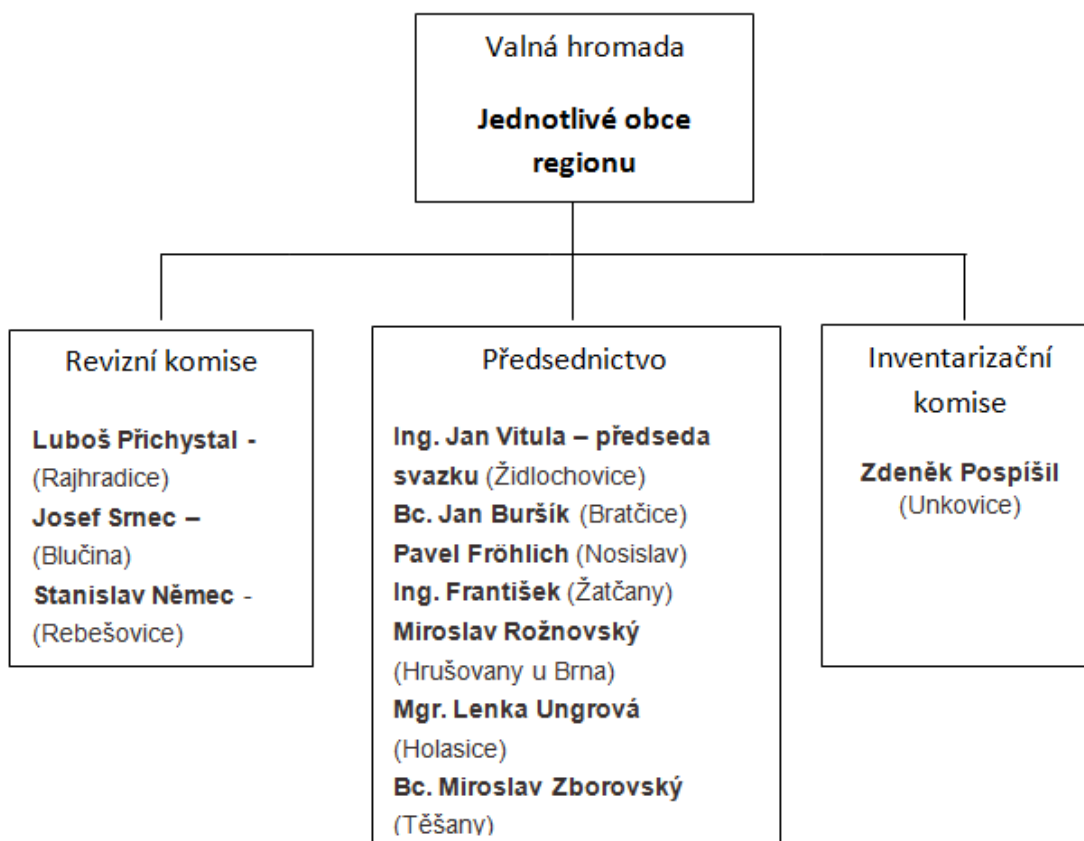 Valná hromada
Jednotlivé obce
regionu
Revizní komise
Luboš Přichystal -
(Rajhradice)
Josef Srnec –
(Blučina)
Stanislav Němec -
(Rebešovice)
Předsednictvo
Ing. Jan Vitula – předseda
svazku (Židlochovice)
Bc. Jan Buršík (Bratčice)
Pavel Fröhlich (Nosislav)
Ing. František (Žatčany)
Miroslav Rožnovský
(Hrušovany u Brna)
Mgr. Lenka Ungrová
(Holasice)
Bc. Miroslav Zborovský
(Těšany)
Inventarizační
komise
Zdeněk Pospíšil
(Unkovice)